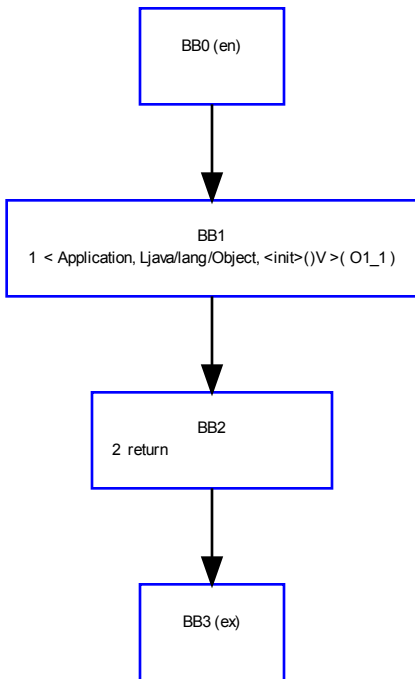 BB0 (en)
BB1
1 < Application, Ljava/lang/Object, <init>()V >( O1_1 )
BB2
2 return
BB3 (ex)